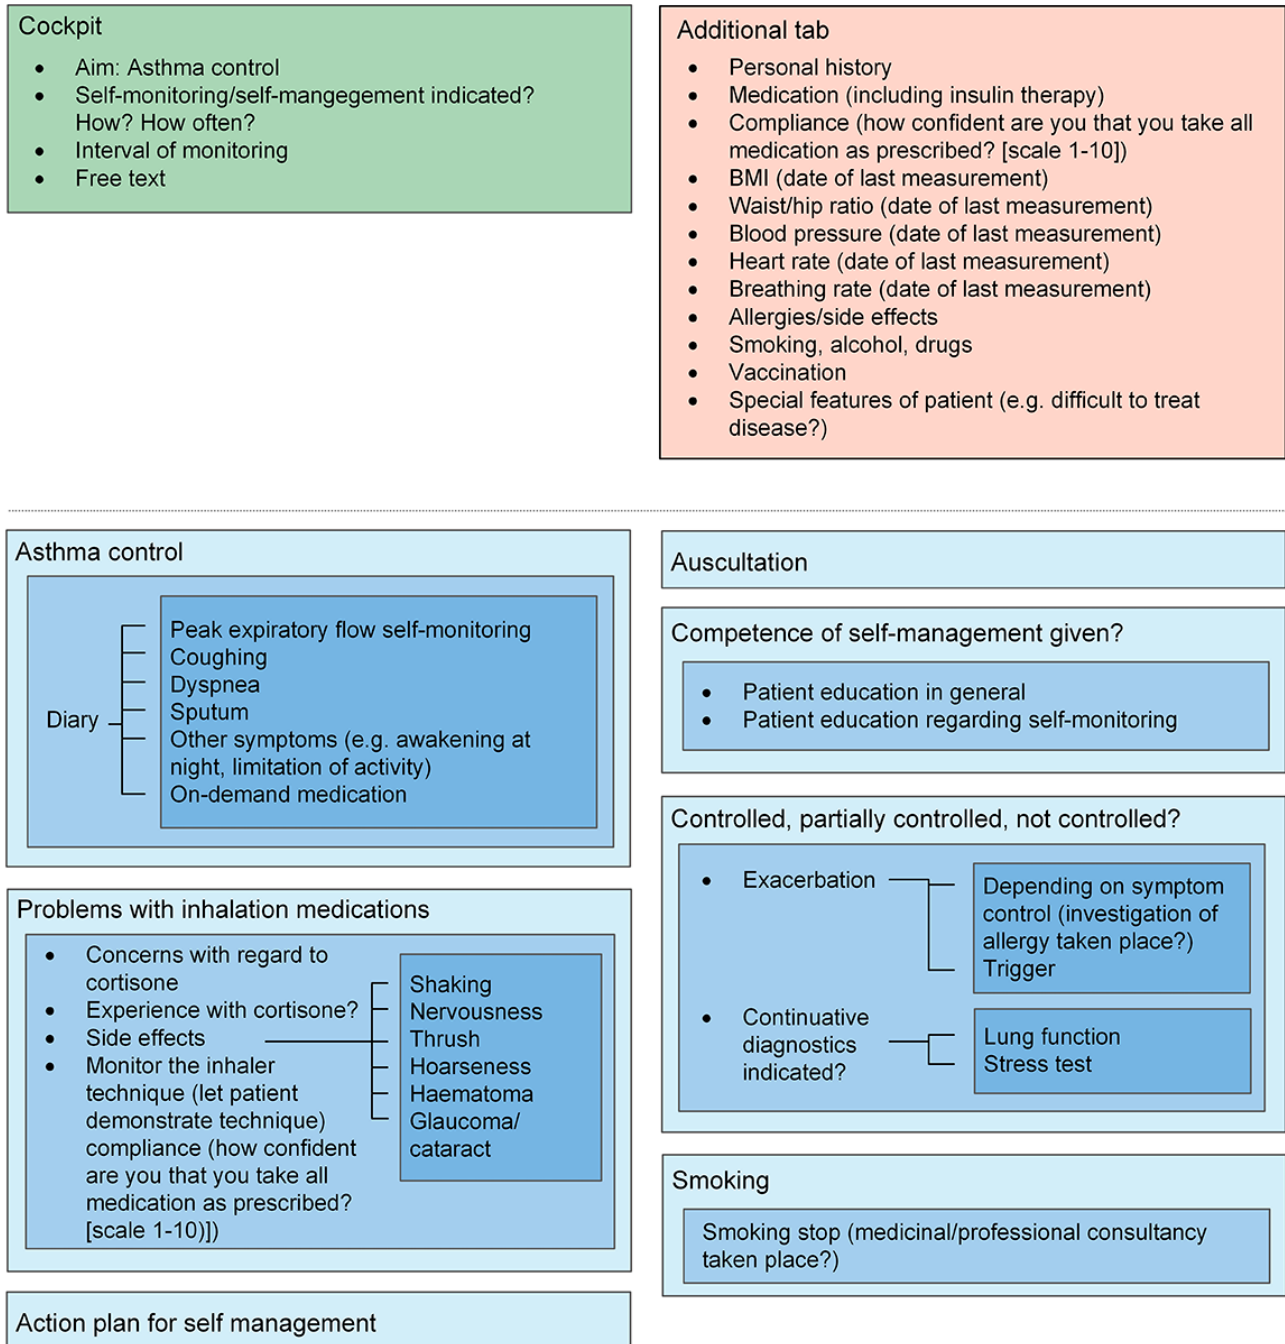 Cockpit
• Aim: Asthma control
• Self-monitoring/self-mangegement indicated?
How? How often?
• Interval of monitoring
• Free text
Additional tab
• Personal history
• Medication (including insulin therapy)
• Compliance (how confident are you that you take all
medication as prescribed? [scale 1-10])
• BMI (date of last measurement)
• Waist/hip ratio (date of last measurement)
• Blood pressure (date of last measurement)
• Heart rate (date of last measurement)
• Breathing rate (date of last measurement)
• Allergies/side effects
• Smoking, alcohol, drugs
• Vaccination
• Special features of patient (e.g. difficult to treat
disease?)
Asthma control
Diary
Peak expiratory flow self-monitoring
Coughing
Dyspnea
Sputum
Other symptoms (e.g. awakening at
night, limitation of activity)
On-demand medication
Problems with inhalation medications
• Concerns with regard to
cortisone
• Experience with cortisone?
• Side effects
• Monitor the inhaler
technique (let patient
demonstrate technique)
compliance (how confident
are you that you take all
medication as prescribed?
[scale 1-10)])
Shaking
Nervousness
Thrush
Hoarseness
Haematoma
Glaucoma/
cataract
Action plan for self management
Auscultation
Competence of self-management given?
• Patient education in general
• Patient education regarding self-monitoring
Controlled, partially controlled, not controlled?
• Exacerbation
Depending on symptom
control (investigation of
allergy taken place?)
Trigger
• Continuative
diagnostics
indicated?
Lung function
Stress test
Smoking
Smoking stop (medicinal/professional consultancy
taken place?)